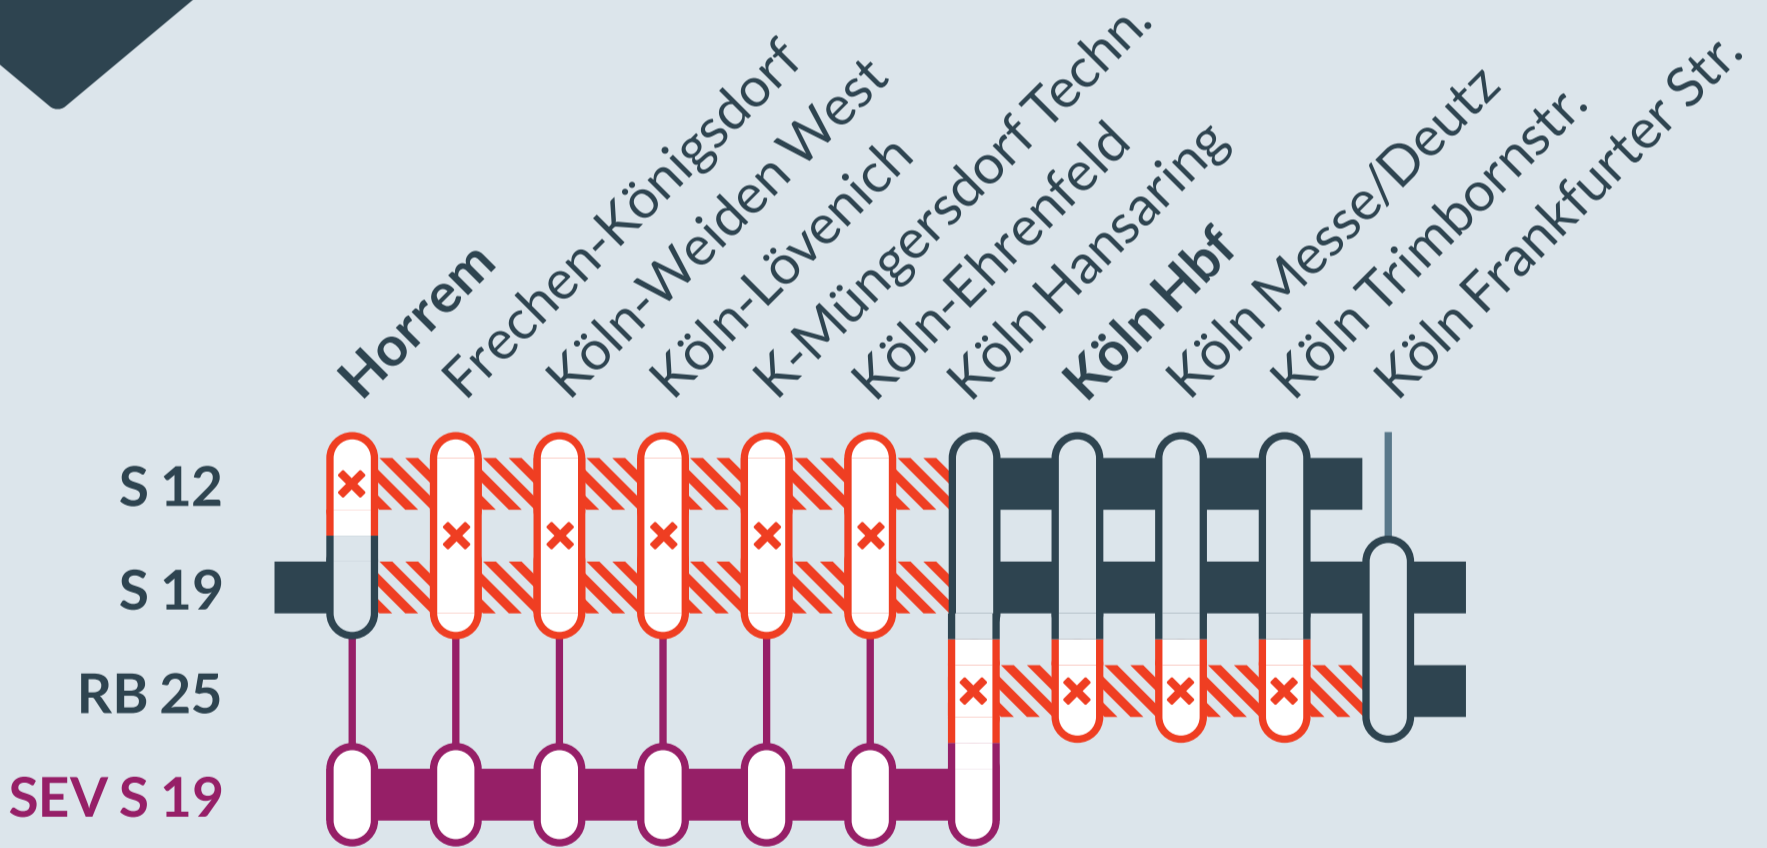 Horrem
Frechen-Königsdorf
Köln-Weiden West
Köln-Lövenich
K-Müngersdorf Techn.
Köln-Ehrenfeld
Köln Hansaring
Köln Hbf
Köln Messe/Deutz
Köln Trimbornstr.
Köln Frankfurter Str.
S 12
S 19
RB 25
SEV S 19